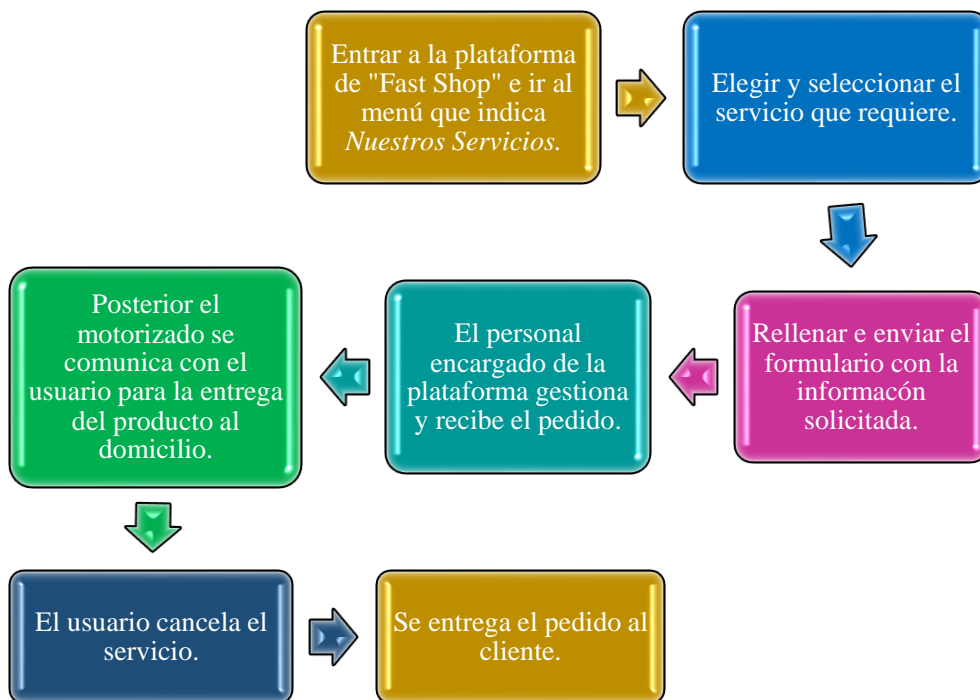 Entrar a la plataforma
de "Fast Shop" e ir al
menú que indica
Nuestros Servicios.
Elegir y seleccionar el
servicio que requiere.
Rellenar e enviar el
formulario con la
informacón
solicitada.
El personal
encargado de la
plataforma gestiona
y recibe el pedido.
Posterior el
motorizado se
comunica con el
usuario para la entrega
del producto al
domicilio.
El usuario cancela el
servicio.
Se entrega el pedido al
cliente.